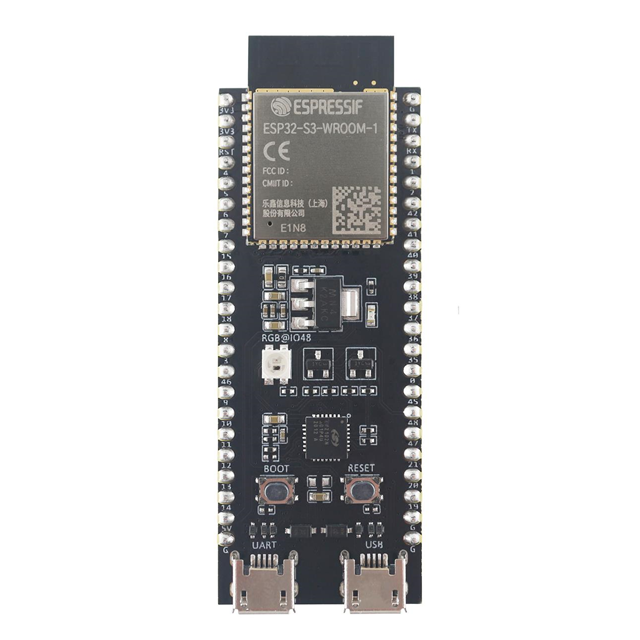 ESPRESSIF
ESP32-S3-WROOM-1
CE
FCC ID :
CMIIT ID :
乐鑫信息科技（上海）
股份有限公司
E1N8
RGB@IO48
BOOT
RESET
UART
USB
3V3
3V3
RST
4
5
6
7
15
16
17
18
8
3
46
9
10
11
12
13
14
5V
G
G
TX
RX
1
2
42
41
40
39
38
37
36
35
0
45
48
47
21
20
19
G
G